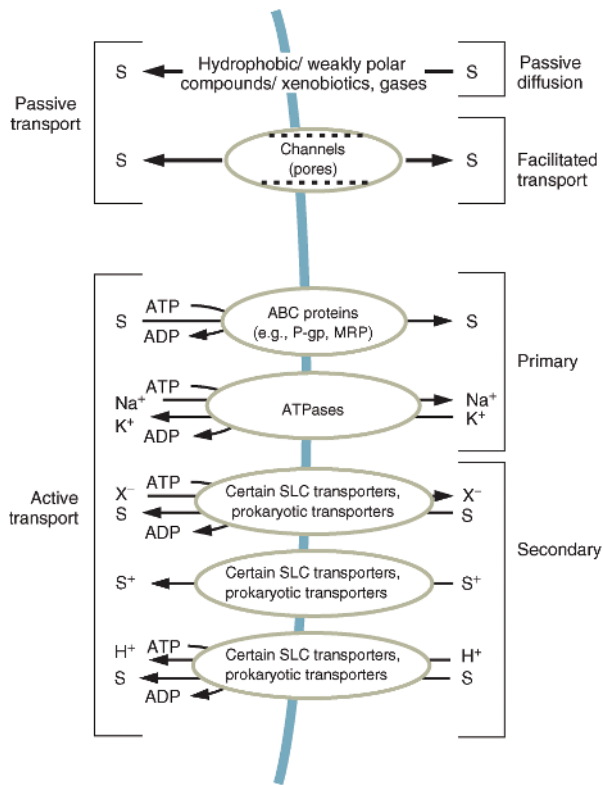 Passive
transport
S
Hydrophobic/ weakly polar
compounds/ xenobiotics, gases
S
Passive
diffusion
S
Channels
(pores)
S
Facilitated
transport
Active
transport
ATP
S
ADP
ABC proteins
(e.g., P-gp, MRP)
S
Primary
ATP
Na⁺
K⁺
ADP
ATPases
Na⁺
K⁺
ATP
X⁻
S
ADP
Certain SLC transporters,
prokaryotic transporters
X⁻
S
Secondary
S⁺
Certain SLC transporters,
prokaryotic transporters
S⁺
ATP
H⁺
S
ADP
Certain SLC transporters,
prokaryotic transporters
H⁺
S